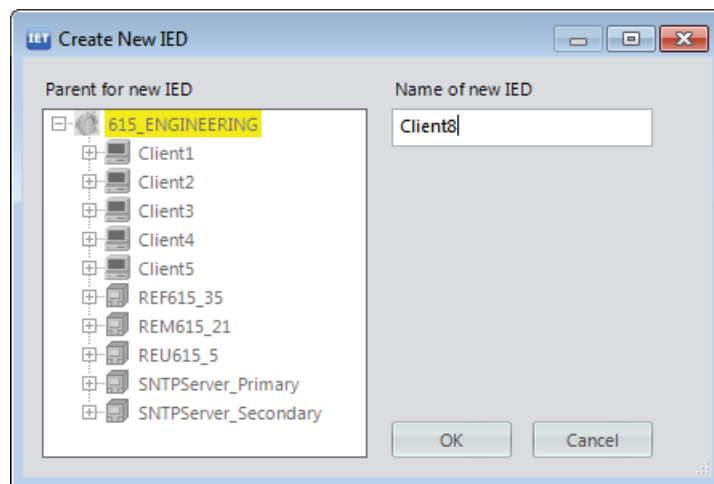 IET Create New IED
Parent for new IED
615_ENGINEERING
Client1
Client2
Client3
Client4
Client5
REF615_35
REM615_21
REU615_5
SNTPServer_Primary
SNTPServer_Secondary
Name of new IED
Client8
OK Cancel